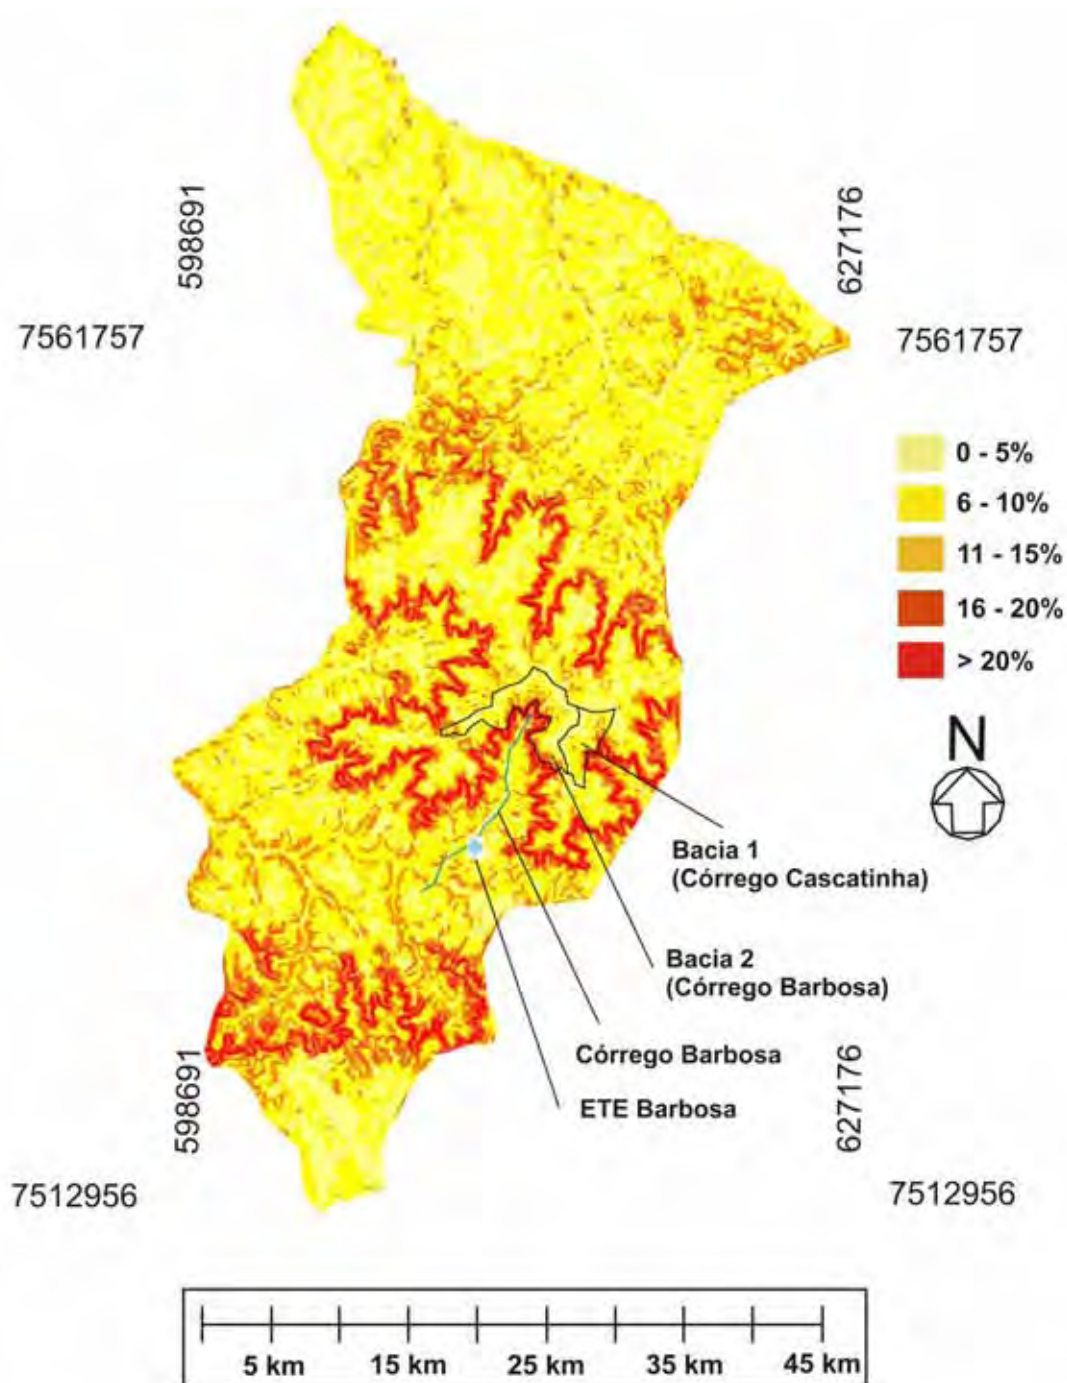 598691
627176
7561757
7561757
0 - 5%
6 - 10%
11 - 15%
16 - 20%
> 20%
N
Bacia 1
(Córrego Cascatinha)
Bacia 2
(Córrego Barbosa)
Córrego Barbosa
ETE Barbosa
598691
627176
7512956
7512956
5 km 15 km 25 km 35 km 45 km